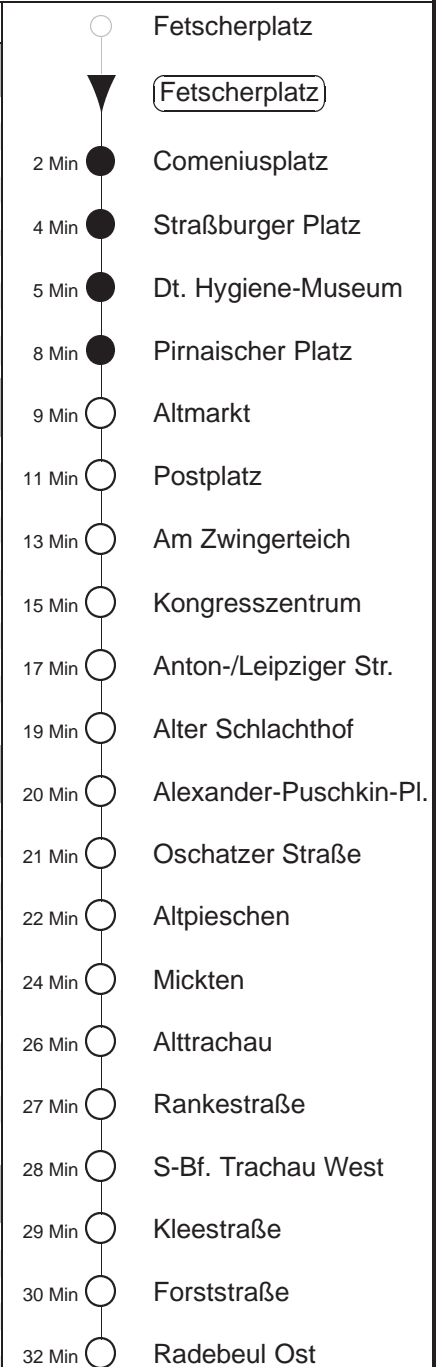 Fetscherplatz
Fetscherplatz
2 Min Comeniusplatz
4 Min Straßburger Platz
5 Min Dt. Hygiene-Museum
8 Min Pirnaischer Platz
9 Min Altmarkt
11 Min Postplatz
13 Min Am Zwingerteich
15 Min Kongresszentrum
17 Min Anton-/Leipziger Str.
19 Min Alter Schlachthof
20 Min Alexander-Puschkin-Pl.
21 Min Oschatzer Straße
22 Min Altpieschen
24 Min Mickten
26 Min Alttrachau
27 Min Rankestraße
28 Min S-Bf. Trachau West
29 Min Kleestraße
30 Min Forststraße
32 Min Radebeul Ost